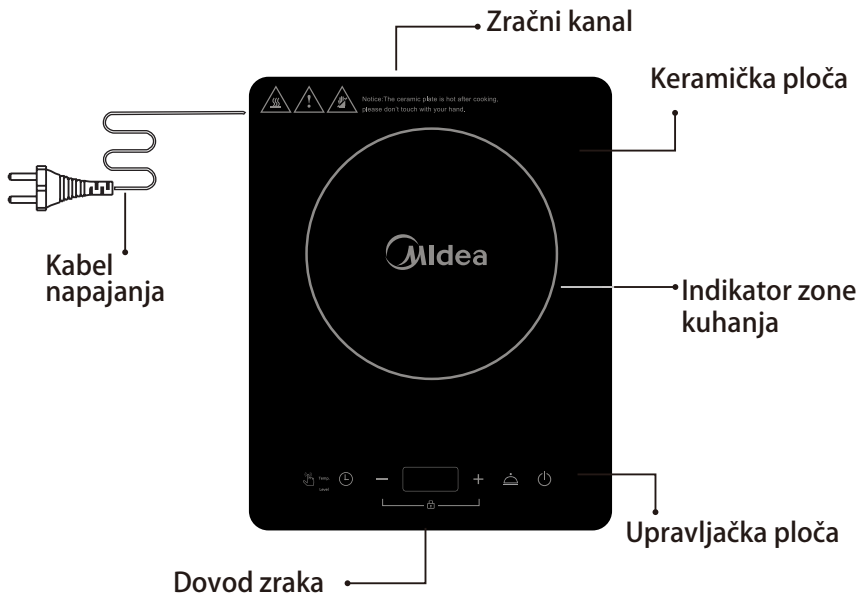 Zračni kanal
Keramička ploča
Notice:The ceramic plate is hot after cooking,
please don't touch with your hand.
Kabel
napajanja
Midea
Indikator zone
kuhanja
Temp.
Level
Upravljačka ploča
Dovod zraka